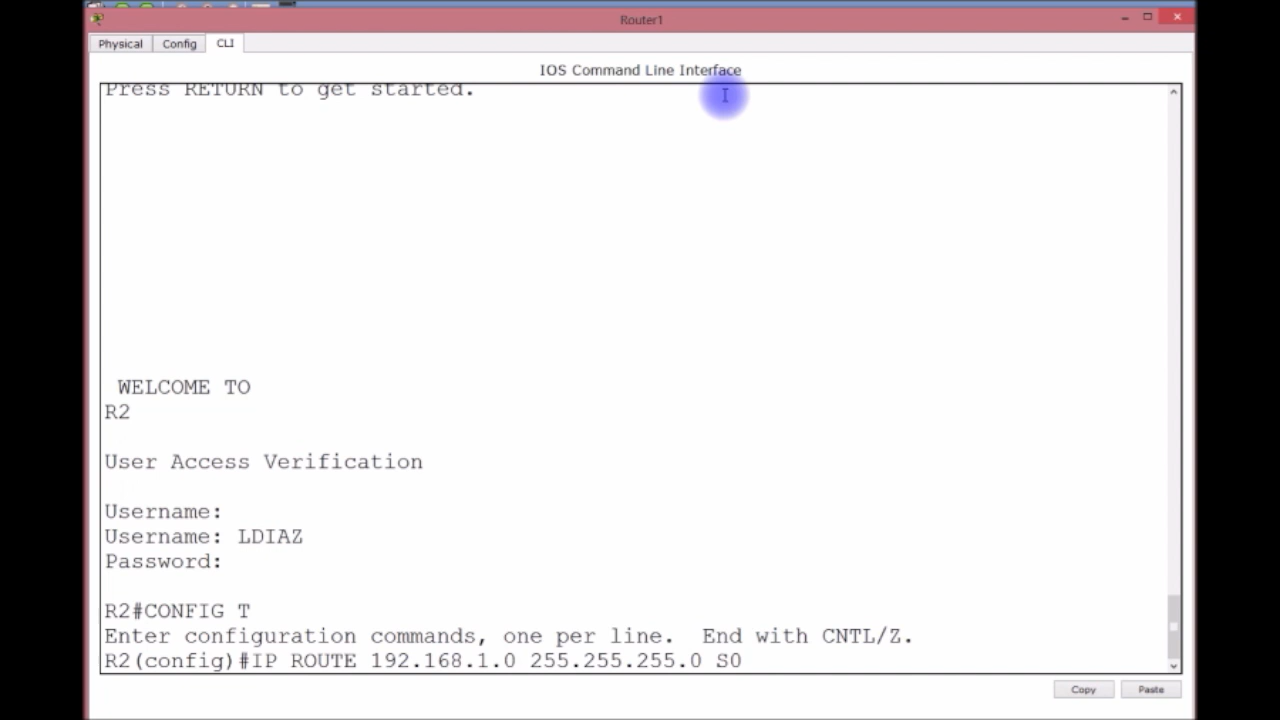 Router1
Physical Config CLI
IOS Command Line Interface
Press RETURN to get started.
WELCOME TO
R2
User Access Verification
Username:
Username: LDIAZ
Password:
R2#CONFIG T
Enter configuration commands, one per line.  End with CNTL/Z.
R2(config)#IP ROUTE 192.168.1.0 255.255.255.0 S0
Copy Paste